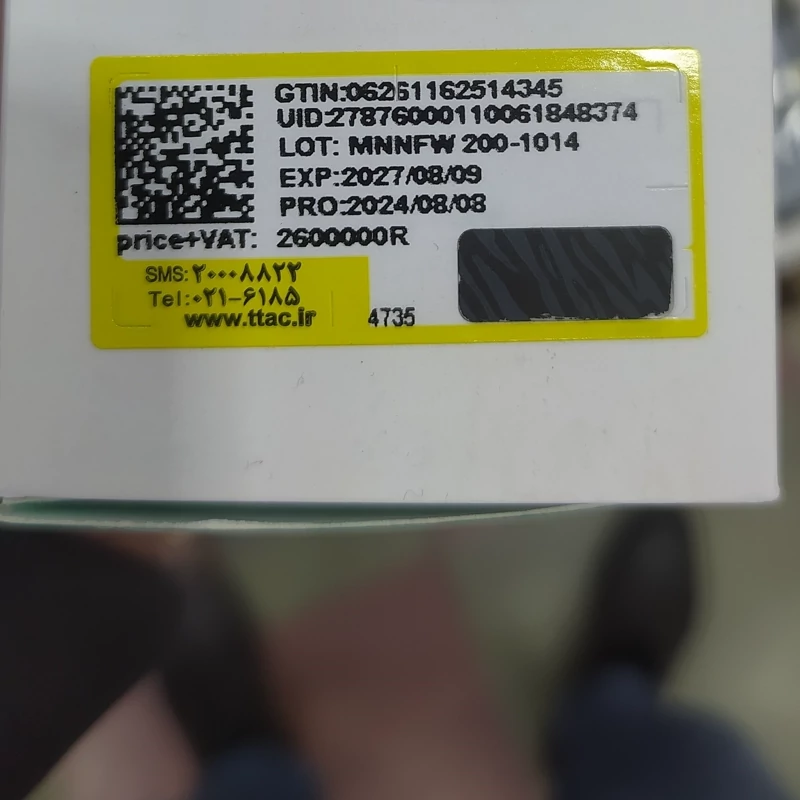 GTIN:06261162514345
UID:27876000110061848374
LOT: MNNFW 200-1014
EXP:2027/08/09
PRO:2024/08/08
price+VAT: 2600000R
SMS:۲۰۰۰۸۸۲۲
Tel:۰۲۱-۶۱۸۵
www.ttac.ir
4735